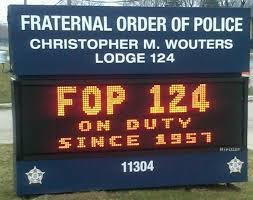 FRATERNAL ORDER OF POLICE
CHRISTOPHER M. WOUTERS
LODGE 124
FOP 124
ON DUTY
SINCE 1957
11304